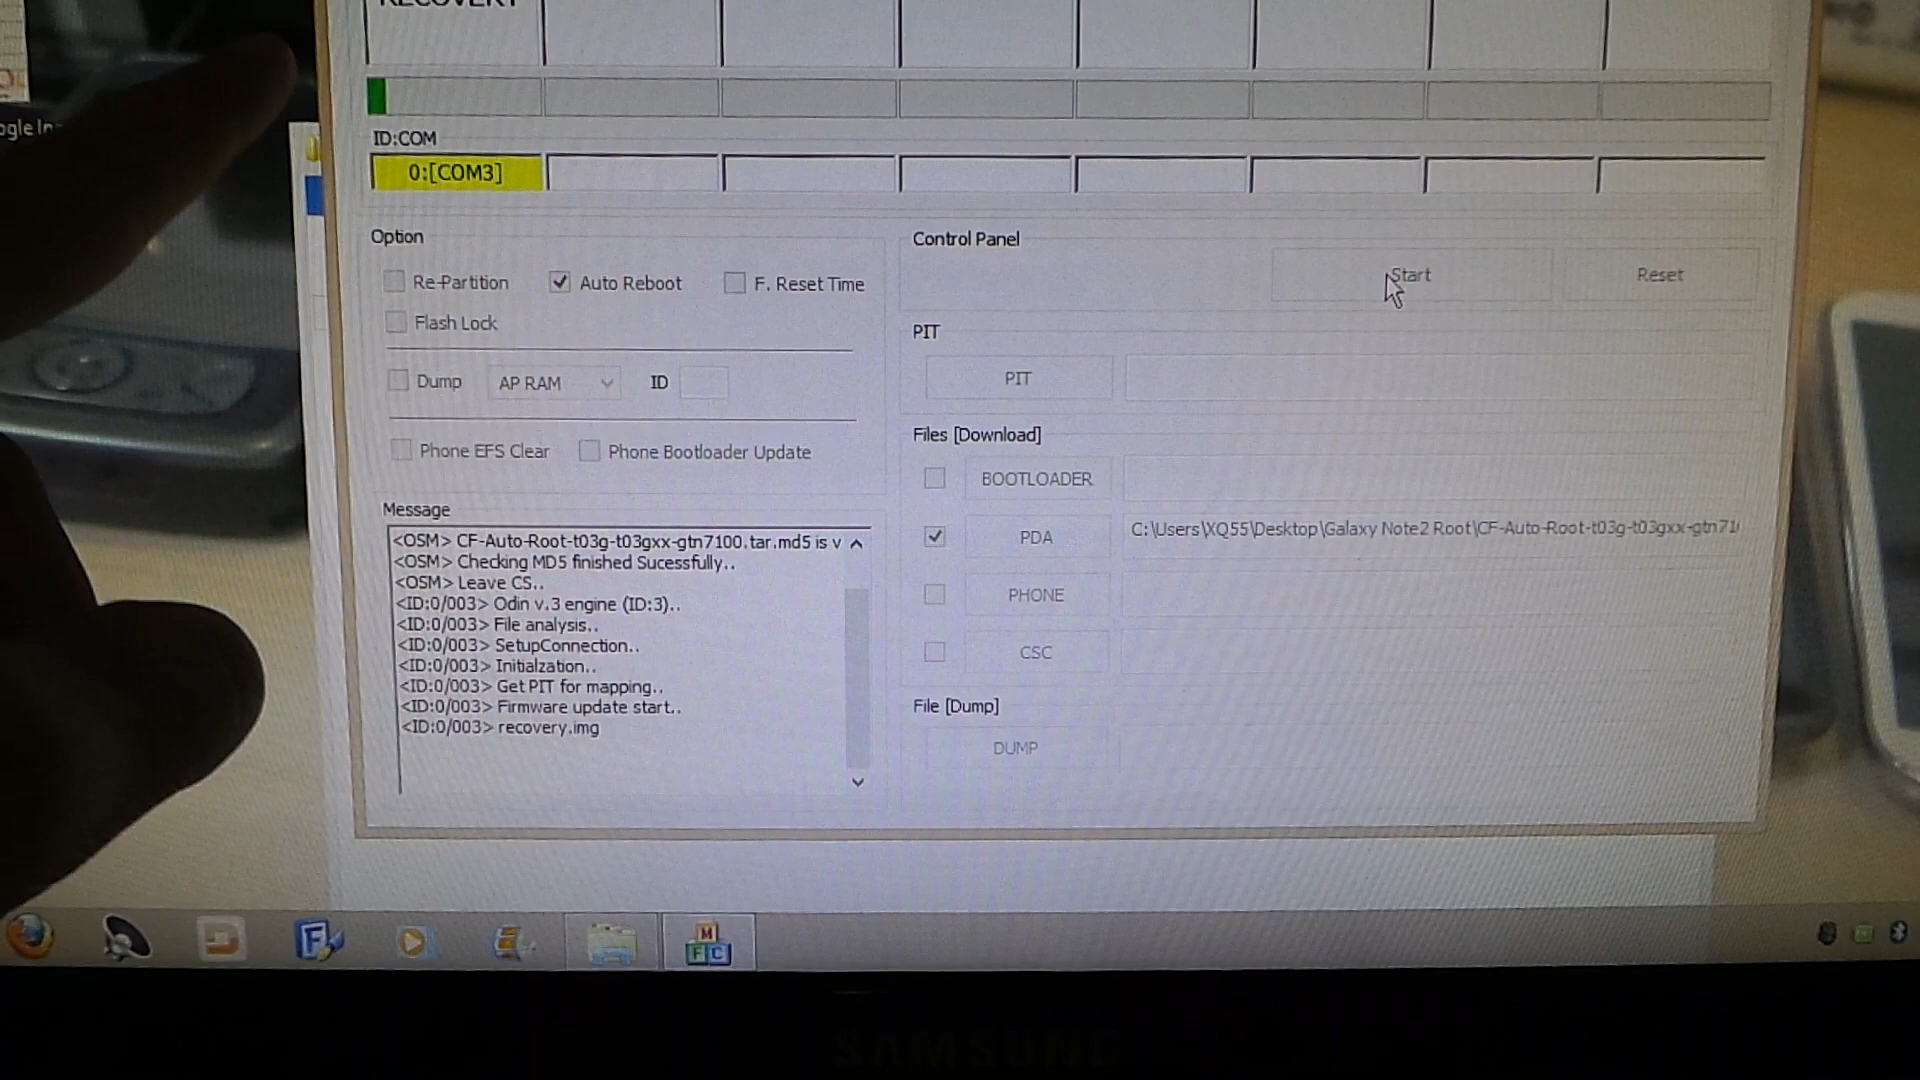 RECOVERY
ogle In
ID:COM
0:[COM3]
Option
Re-Partition
Auto Reboot
F. Reset Time
Flash Lock
Dump
AP RAM
ID
Phone EFS Clear
Phone Bootloader Update
Message
<OSM> CF-Auto-Root-t03g-t03gxx-gtn7100.tar.md5 is v
<OSM> Checking MD5 finished Sucessfully..
<OSM> Leave CS..
<ID:0/003> Odin v.3 engine (ID:3)..
<ID:0/003> File analysis..
<ID:0/003> SetupConnection..
<ID:0/003> Initialzation..
<ID:0/003> Get PIT for mapping..
<ID:0/003> Firmware update start..
<ID:0/003> recovery.img
Control Panel
Start
Reset
PIT
PIT
Files [Download]
BOOTLOADER
PDA
C:\Users\XQ55\Desktop\Galaxy Note2 Root\CF-Auto-Root-t03g-t03gxx-gtn71
PHONE
CSC
File [Dump]
DUMP
F
M
F C
SAMSUNG